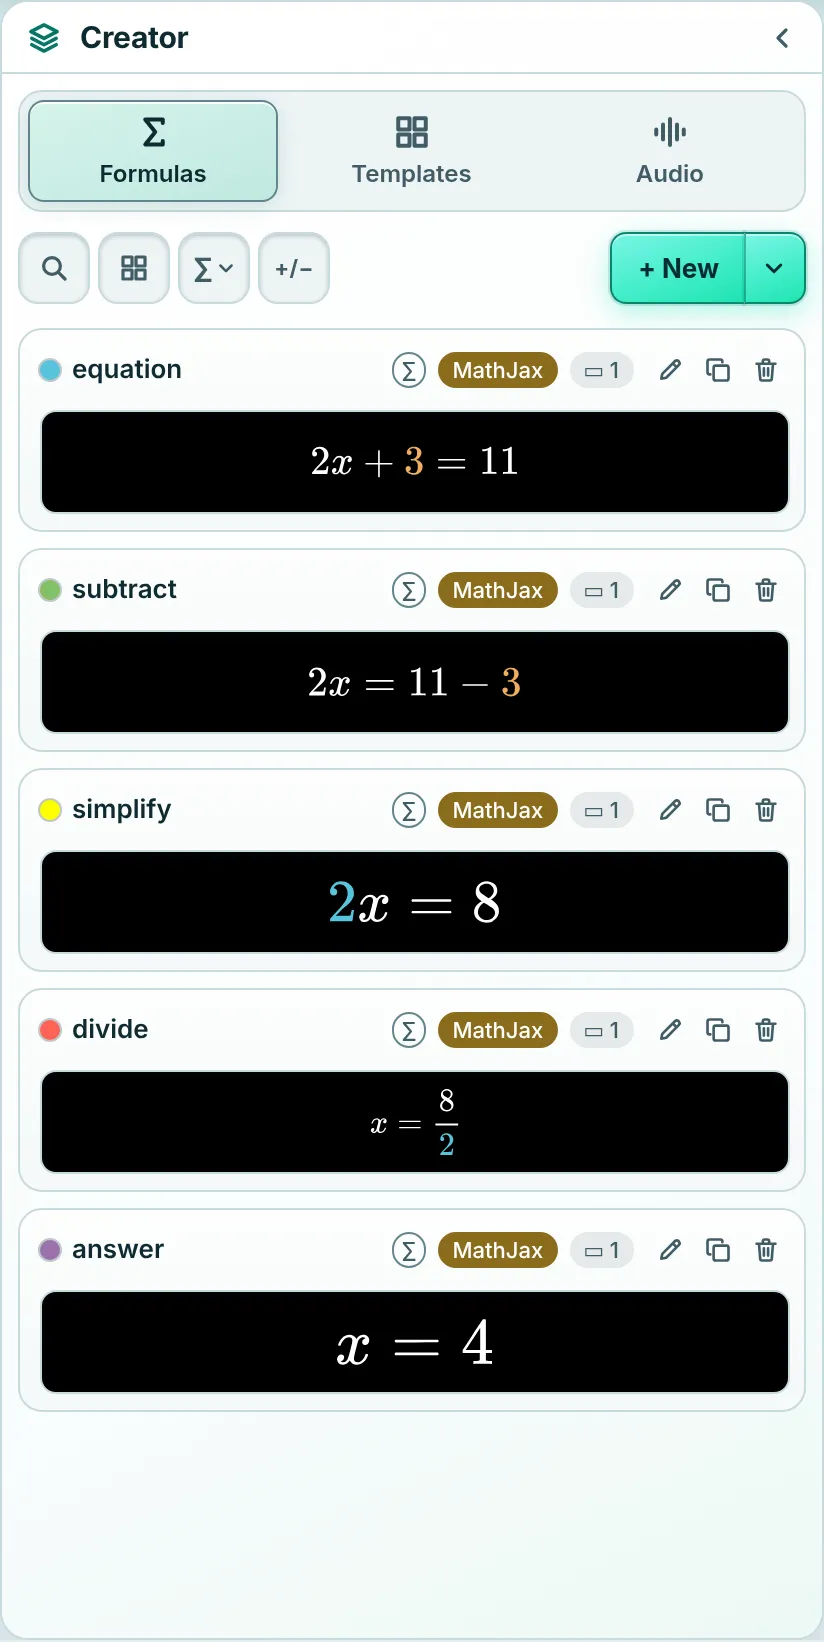 Creator
Σ
Formulas
Templates
Audio
Σ
+/−
+ New
equation
Σ
MathJax
1
2x + 3 = 11
subtract
Σ
MathJax
1
2x = 11 − 3
simplify
Σ
MathJax
1
2x = 8
divide
Σ
MathJax
1
x = 8/2
answer
Σ
MathJax
1
x = 4